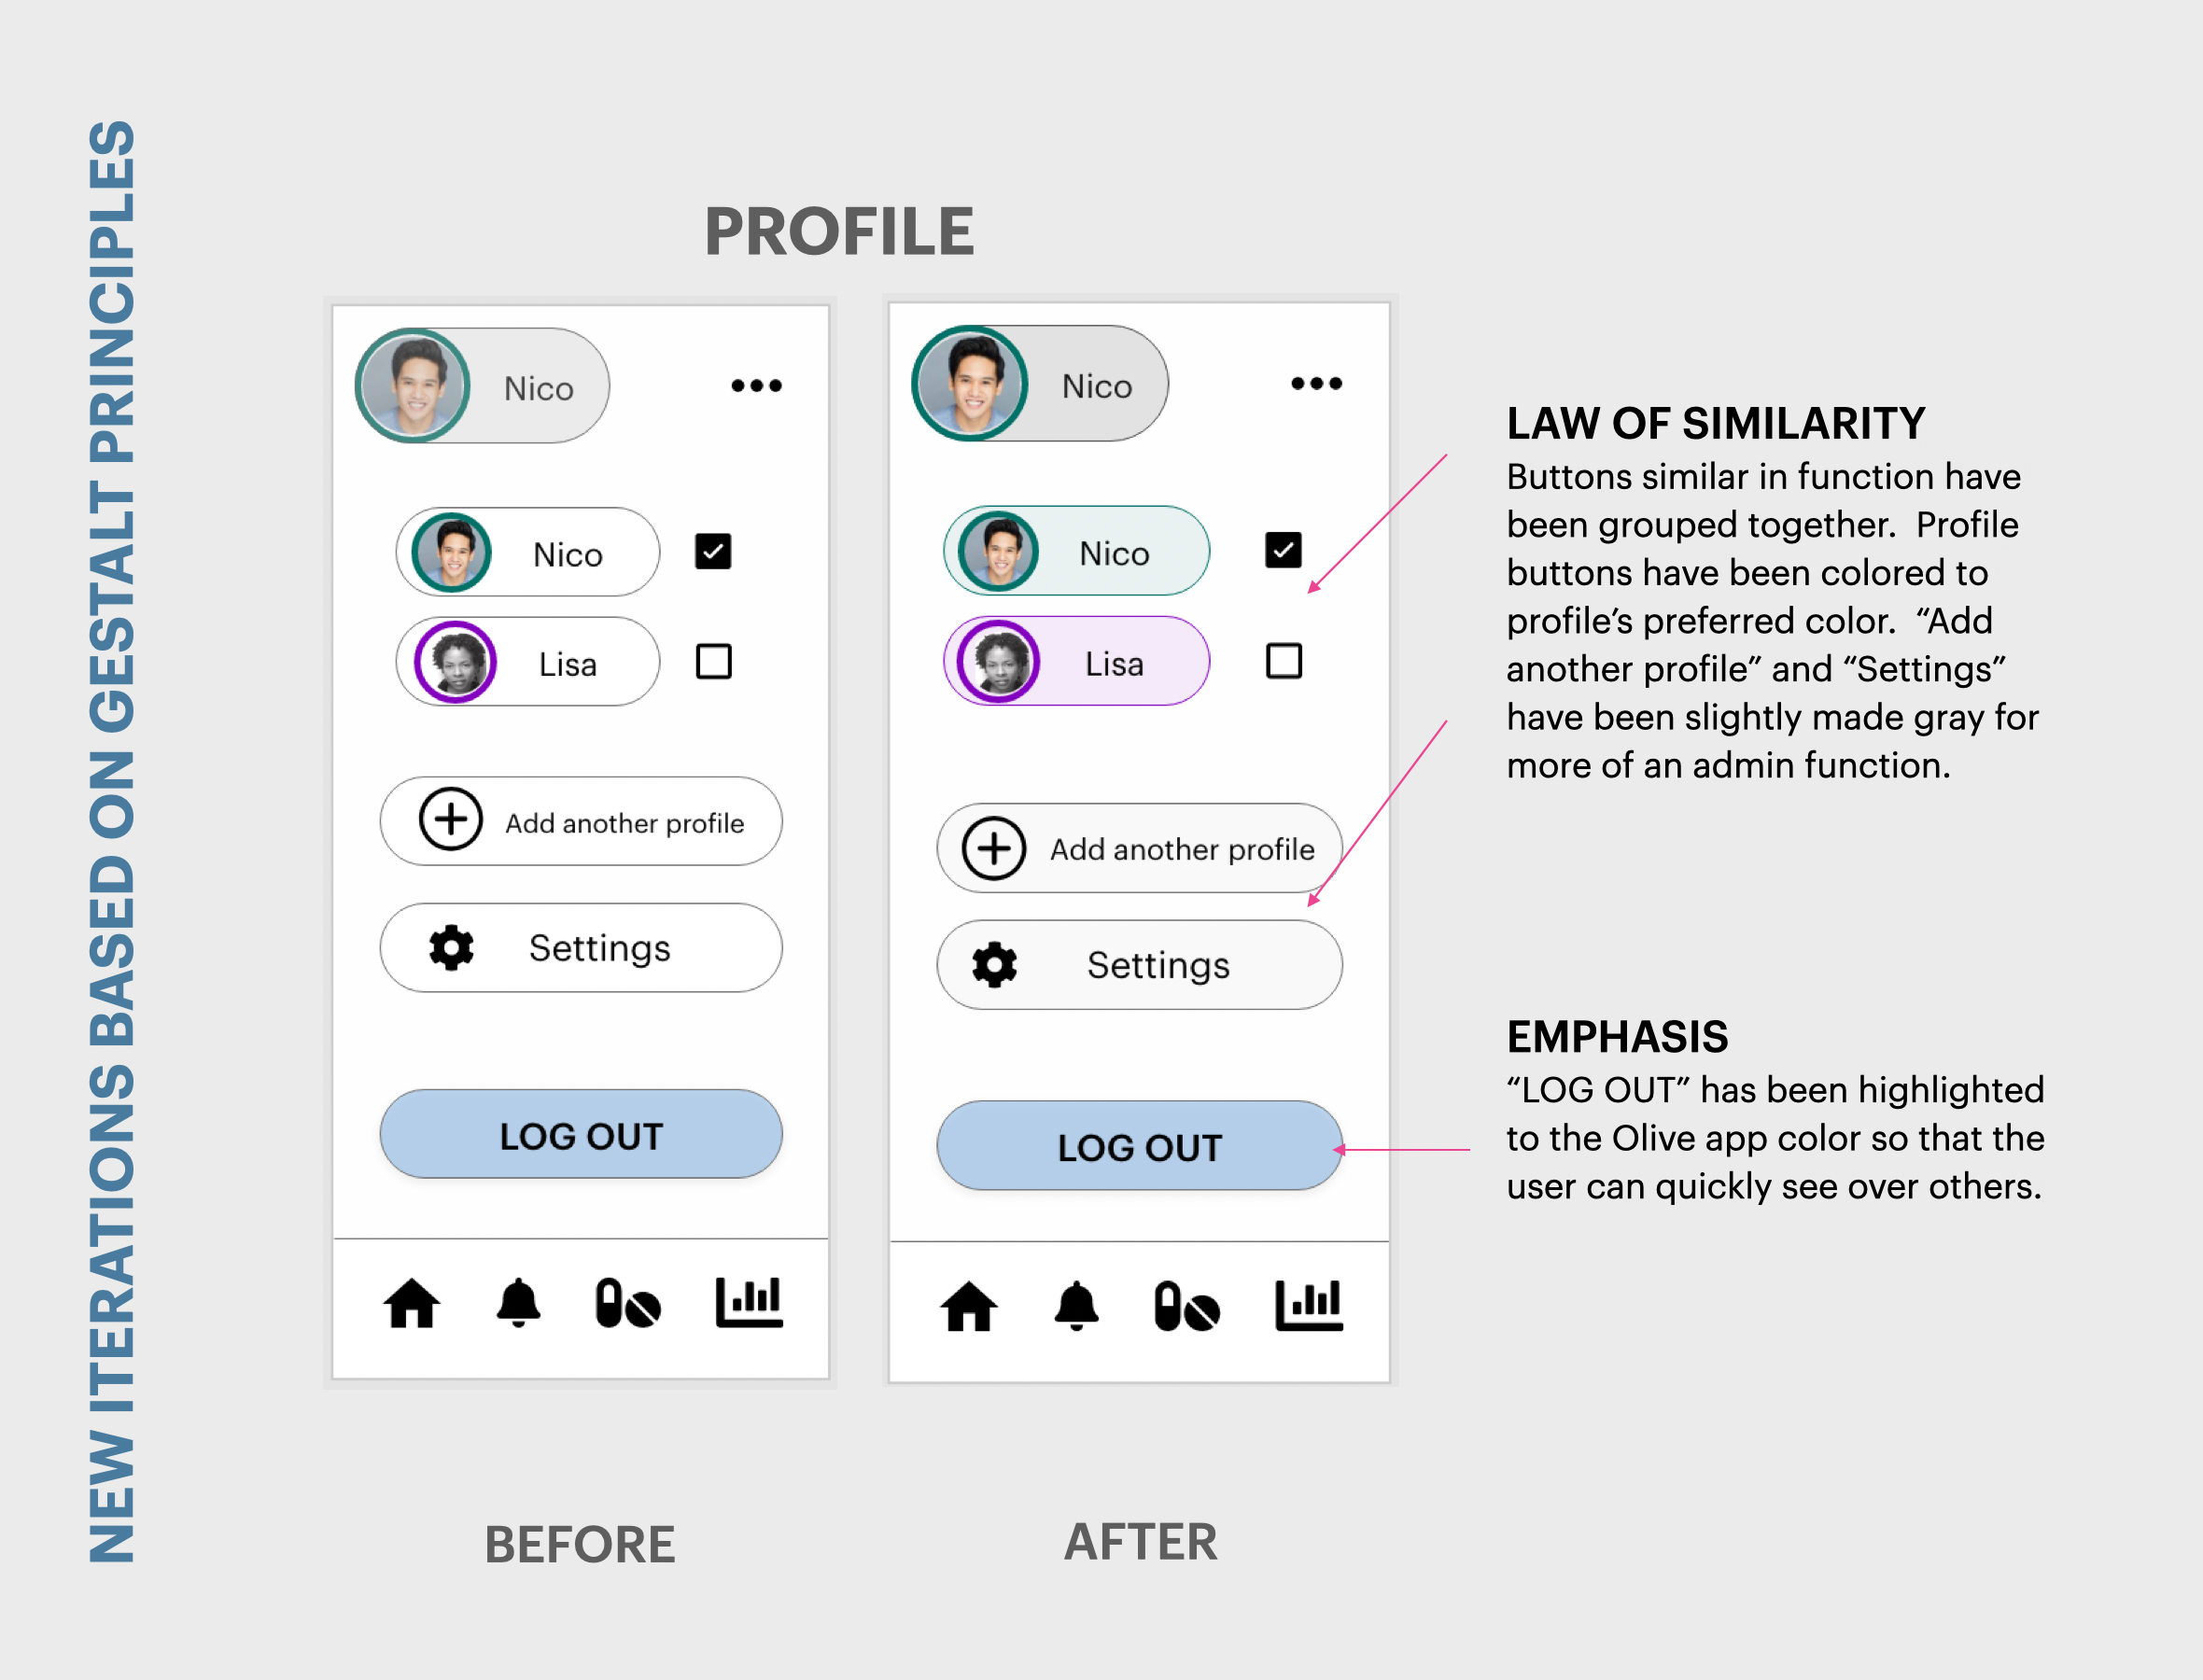 NEW ITERATIONS BASED ON GESTALT PRINCIPLES
PROFILE
Nico
Nico
Lisa
Add another profile
Settings
LOG OUT
BEFORE
Nico
Nico
Lisa
Add another profile
Settings
LOG OUT
AFTER
LAW OF SIMILARITY
Buttons similar in function have
been grouped together.  Profile
buttons have been colored to
profile’s preferred color.  “Add
another profile” and “Settings”
have been slightly made gray for
more of an admin function.
EMPHASIS
“LOG OUT” has been highlighted
to the Olive app color so that the
user can quickly see over others.